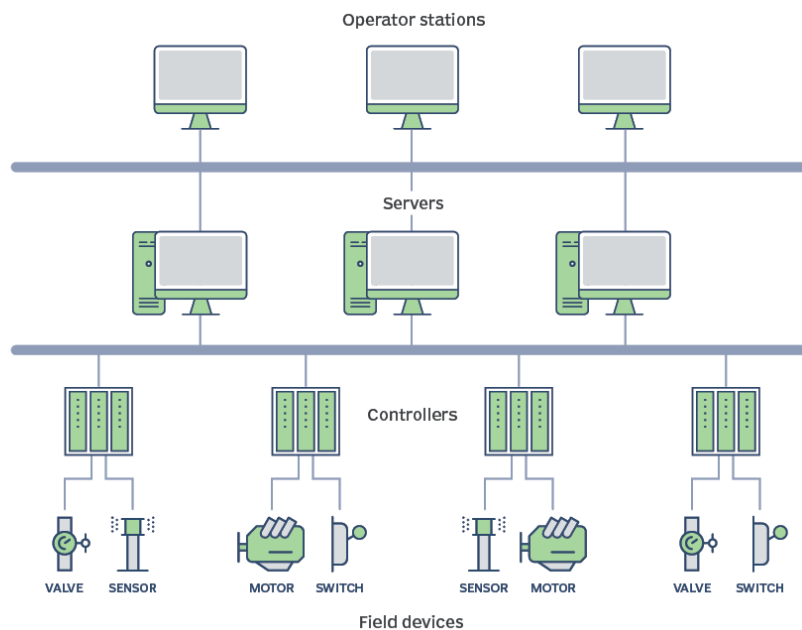 Operator stations
Servers
Controllers
VALVE SENSOR MOTOR SWITCH SENSOR MOTOR VALVE SWITCH
Field devices